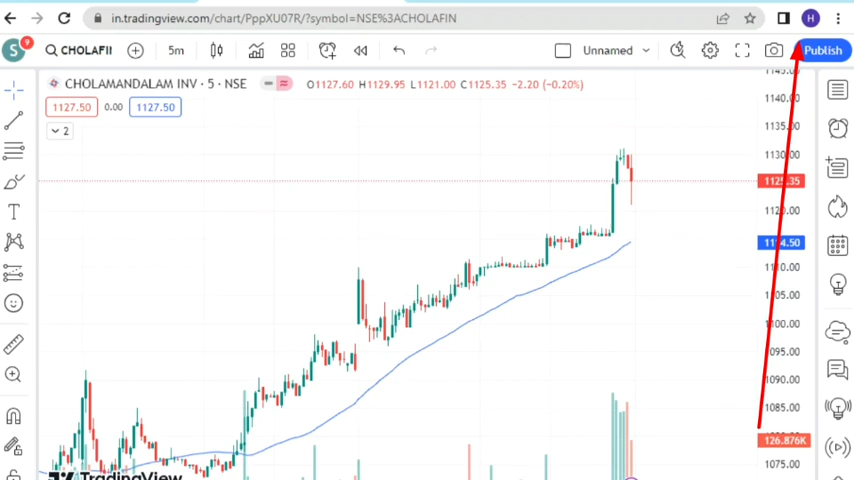 in.tradingview.com/chart/PppXU07R/?symbol=NSE%3ACHOLAFIN
H
S 9 CHOLAFII 5m Unnamed Publish
CHOLAMANDALAM INV · 5 · NSE O1127.60 H1129.95 L1121.00 C1125.35 −2.20 (−0.20%)
1127.50 0.00 1127.50
2
1145.00
1140.00
1135.00
1130.00
1125.35
1120.00
1110.00
1105.00
1100.00
1095.00
1090.00
1085.00
126.876K
1075.00
TradingView